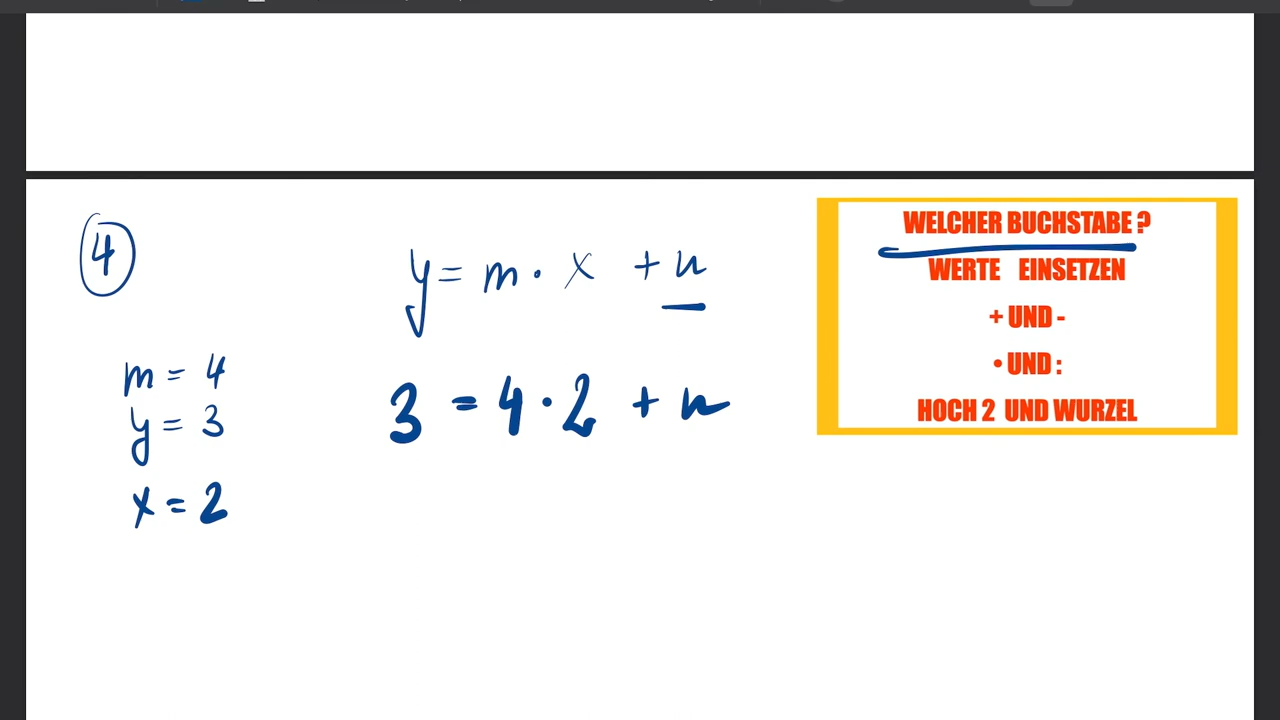 4
y = m · x + n
m = 4
y = 3
x = 2
3 = 4 · 2 + n
WELCHER BUCHSTABE ?
WERTE EINSETZEN
+ UND -
• UND :
HOCH 2 UND WURZEL